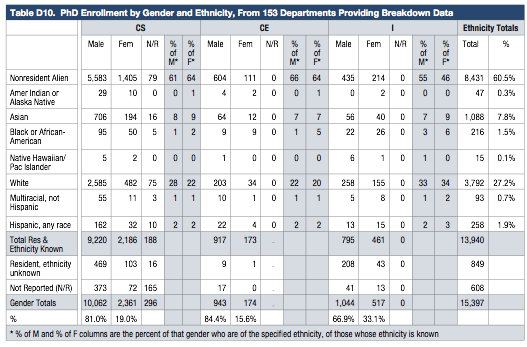 Table D10. PhD Enrollment by Gender and Ethnicity, From 153 Departments Providing Breakdown Data
CS CE I Ethnicity Totals
Male Fem N/R % of M* % of F* Male Fem N/R % of M* % of F* Male Fem N/R % of M* % of F* Total %
Nonresident Alien 5,583 1,405 79 61 64 604 111 0 66 64 435 214 0 55 46 8,431 60.5%
Amer Indian or Alaska Native 29 10 0 0 1 4 2 0 0 1 2 0 0 0 0 47 0.3%
Asian 706 194 16 8 9 64 12 0 7 7 56 40 0 7 9 1,088 7.8%
Black or African-American 95 50 5 1 2 9 9 0 1 5 22 26 0 3 6 216 1.5%
Native Hawaiian/ Pac Islander 5 2 0 0 0 1 0 0 0 0 6 1 0 1 0 15 0.1%
White 2,585 482 75 28 22 203 34 0 22 20 258 155 0 33 34 3,792 27.2%
Multiracial, not Hispanic 55 11 3 1 1 10 1 0 1 1 5 8 0 1 2 93 0.7%
Hispanic, any race 162 32 10 2 2 22 4 0 2 2 13 15 0 2 3 258 1.9%
Total Res & Ethnicity Known 9,220 2,186 188 917 173 .. 795 461 0 13,940
Resident, ethnicity unknown 469 103 16 9 1 .. 208 43 0 849
Not Reported (N/R) 373 72 165 17 0 .. 41 13 0 608
Gender Totals 10,062 2,361 296 943 174 .. 1,044 517 0 15,397
% 81.0% 19.0% 84.4% 15.6% 66.9% 33.1%
* % of M and % of F columns are the percent of that gender who are of the specified ethnicity, of those whose ethnicity is known